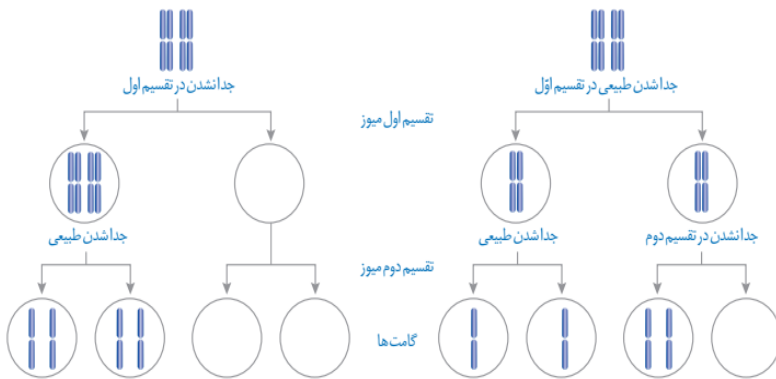 جدا شدن طبیعی در تقسیم اوّل
جدا نشدن در تقسیم اول
تقسیم اول میوز
جدا نشدن در تقسیم دوم
جدا شدن طبیعی
جدا شدن طبیعی
تقسیم دوم میوز
گامت‌ها